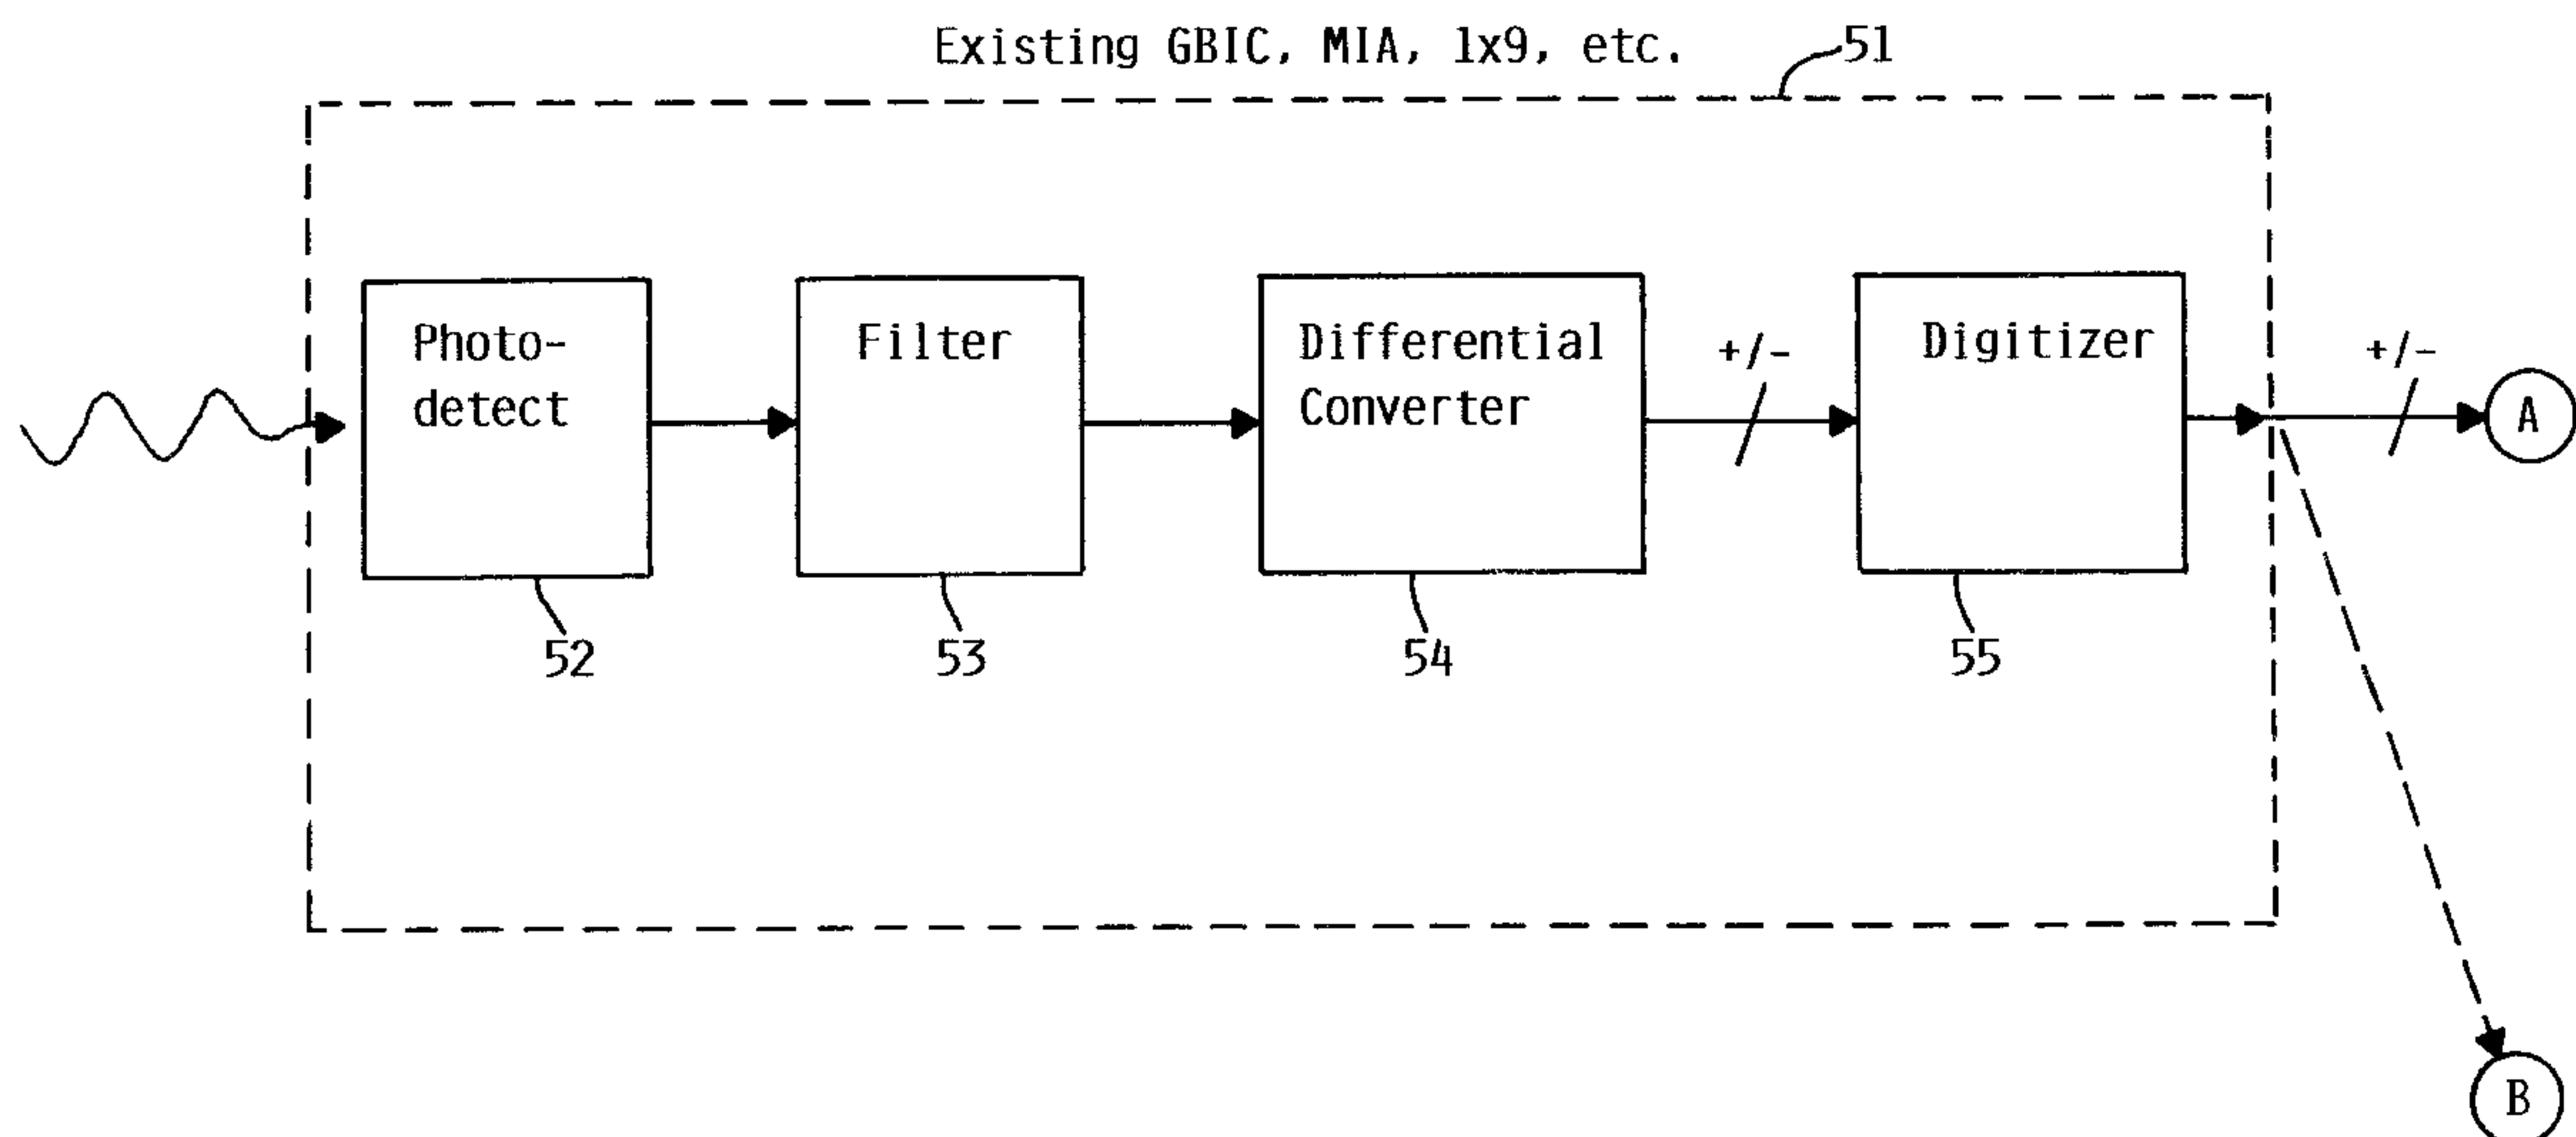 Existing GBIC, MIA, 1x9, etc.
51
Photo-
detect
Filter
Differential
Converter
+/-
Digitizer
+/-
A
52
53
54
55
B